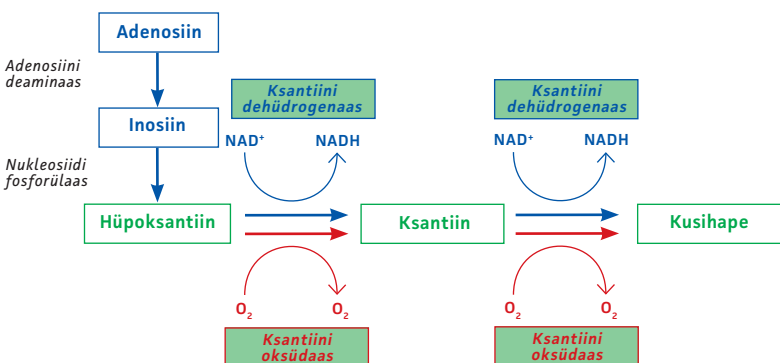 Adenosiin
Adenosiini
deaminaas
Ksantiini
dehüdrogenaas
Ksantiini
dehüdrogenaas
Inosiin
NAD⁺ NADH
NAD⁺ NADH
Nukleosiidi
fosforülaas
Hüpoksantiin
Ksantiin
Kusihape
O₂ O₂
O₂ O₂
Ksantiini
oksüdaas
Ksantiini
oksüdaas